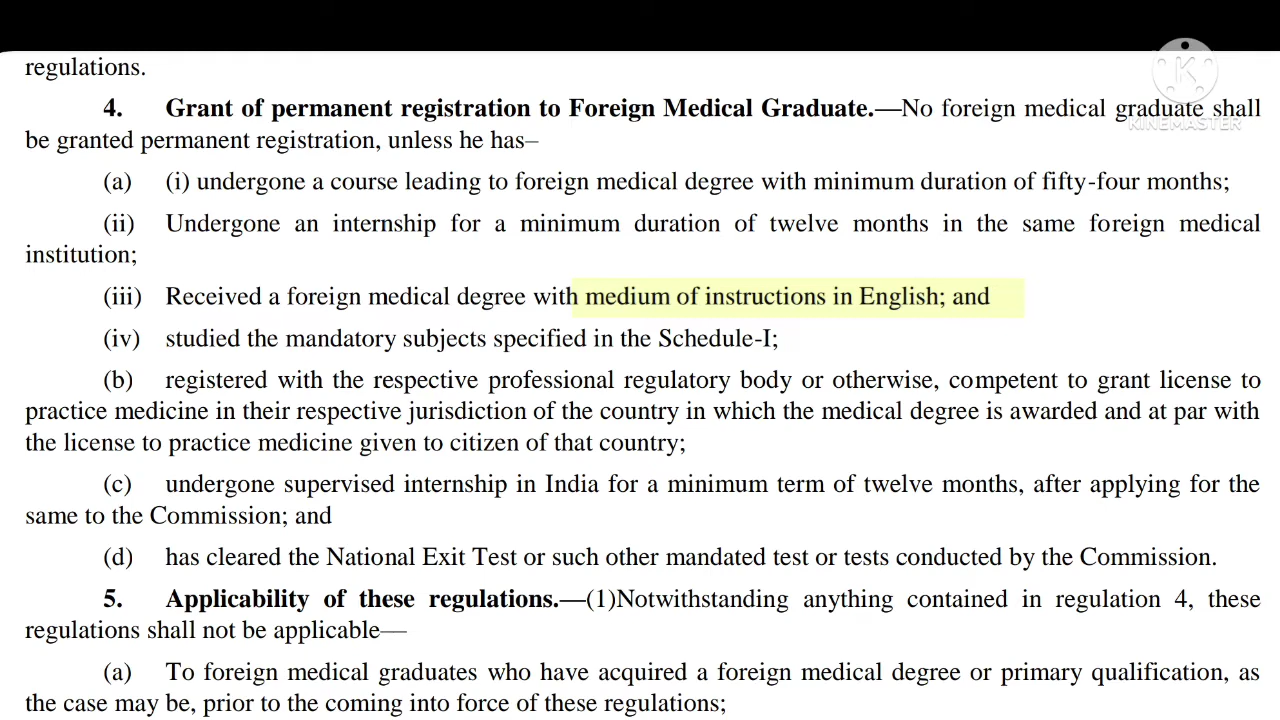 regulations.
4. Grant of permanent registration to Foreign Medical Graduate.—No foreign medical graduate shall
be granted permanent registration, unless he has–
(a) (i) undergone a course leading to foreign medical degree with minimum duration of fifty-four months;
(ii) Undergone an internship for a minimum duration of twelve months in the same foreign medical
institution;
(iii) Received a foreign medical degree with medium of instructions in English; and
(iv) studied the mandatory subjects specified in the Schedule-I;
(b) registered with the respective professional regulatory body or otherwise, competent to grant license to
practice medicine in their respective jurisdiction of the country in which the medical degree is awarded and at par with
the license to practice medicine given to citizen of that country;
(c) undergone supervised internship in India for a minimum term of twelve months, after applying for the
same to the Commission; and
(d) has cleared the National Exit Test or such other mandated test or tests conducted by the Commission.
5. Applicability of these regulations.—(1)Notwithstanding anything contained in regulation 4, these
regulations shall not be applicable—
(a) To foreign medical graduates who have acquired a foreign medical degree or primary qualification, as
the case may be, prior to the coming into force of these regulations;
K
KINEMASTER